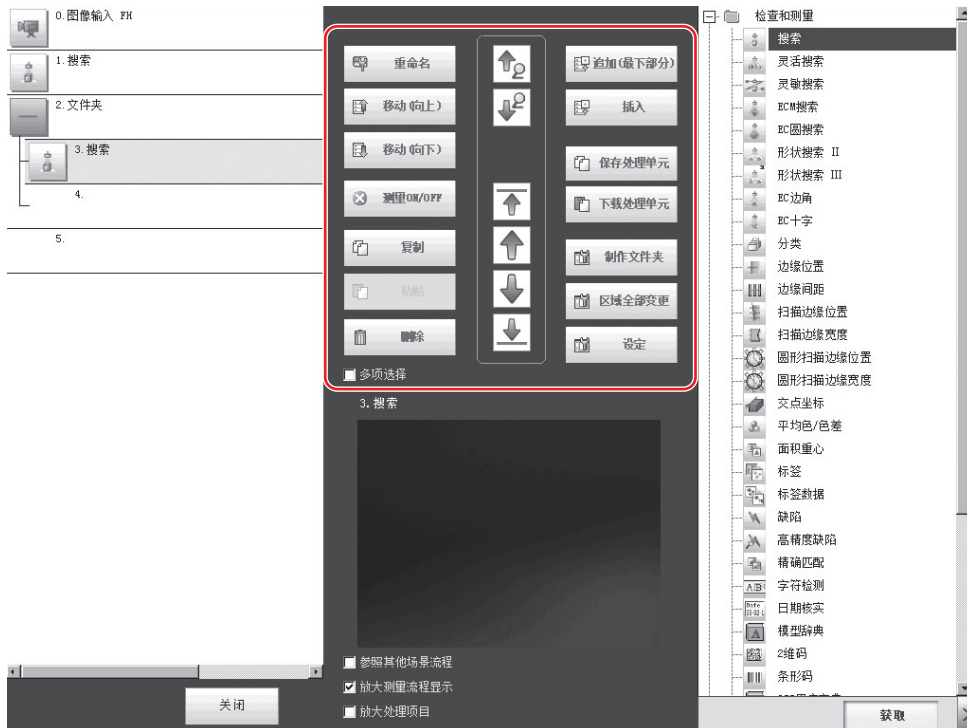 0.图像输入 FH
1.搜索
2.文件夹
3.搜索
4.
5.
关闭
重命名
移动(向上)
移动(向下)
测量ON/OFF
复制
粘贴
删除
多项选择
追加(最下部分)
插入
保存处理单元
下载处理单元
制作文件夹
区域全部变更
设定
3.搜索
参照其他场景流程
放大测量流程显示
放大处理项目
检查和测量
搜索
灵活搜索
灵敏搜索
ECM搜索
EC圆搜索
形状搜索 II
形状搜索 III
EC边角
EC十字
分类
边缘位置
边缘间距
扫描边缘位置
扫描边缘宽度
圆形扫描边缘位置
圆形扫描边缘宽度
交点坐标
平均色/色差
面积重心
标签
标签数据
缺陷
高精度缺陷
精确匹配
字符检测
日期核实
模型辞典
2维码
条形码
获取